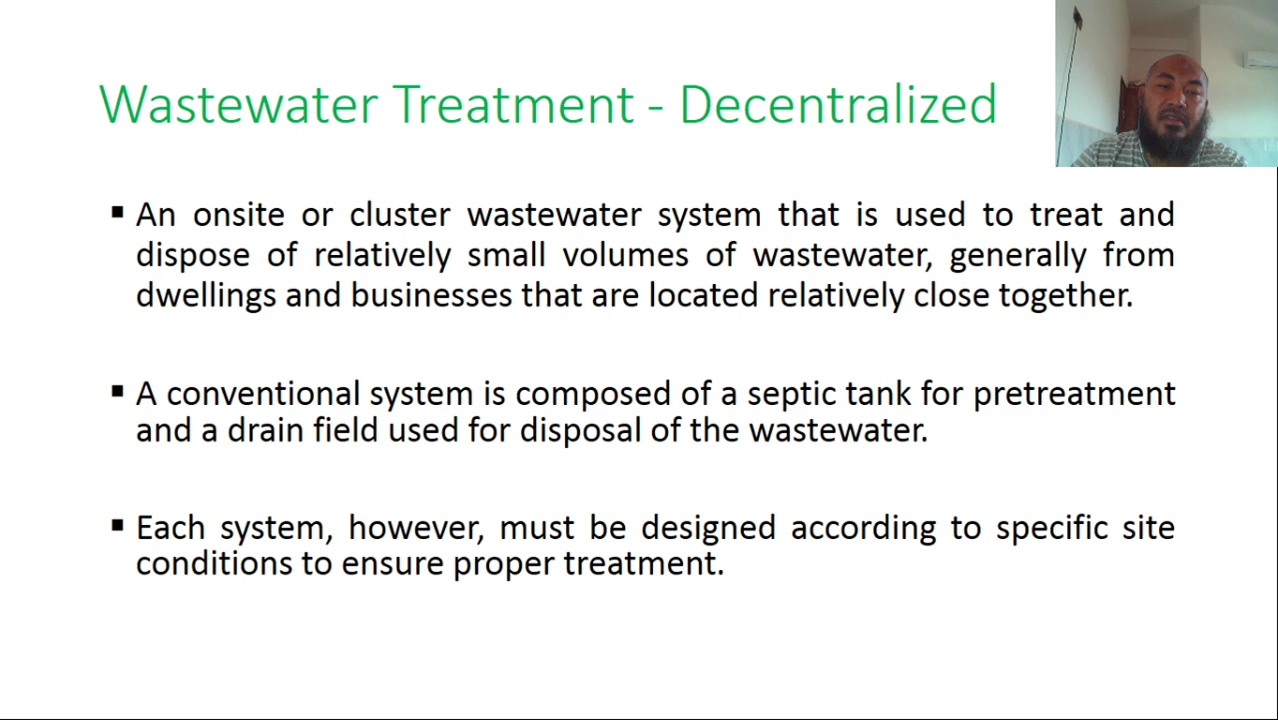 Wastewater Treatment - Decentralized
▪ An onsite or cluster wastewater system that is used to treat and
dispose of relatively small volumes of wastewater, generally from
dwellings and businesses that are located relatively close together.
▪ A conventional system is composed of a septic tank for pretreatment
and a drain field used for disposal of the wastewater.
▪ Each system, however, must be designed according to specific site
conditions to ensure proper treatment.